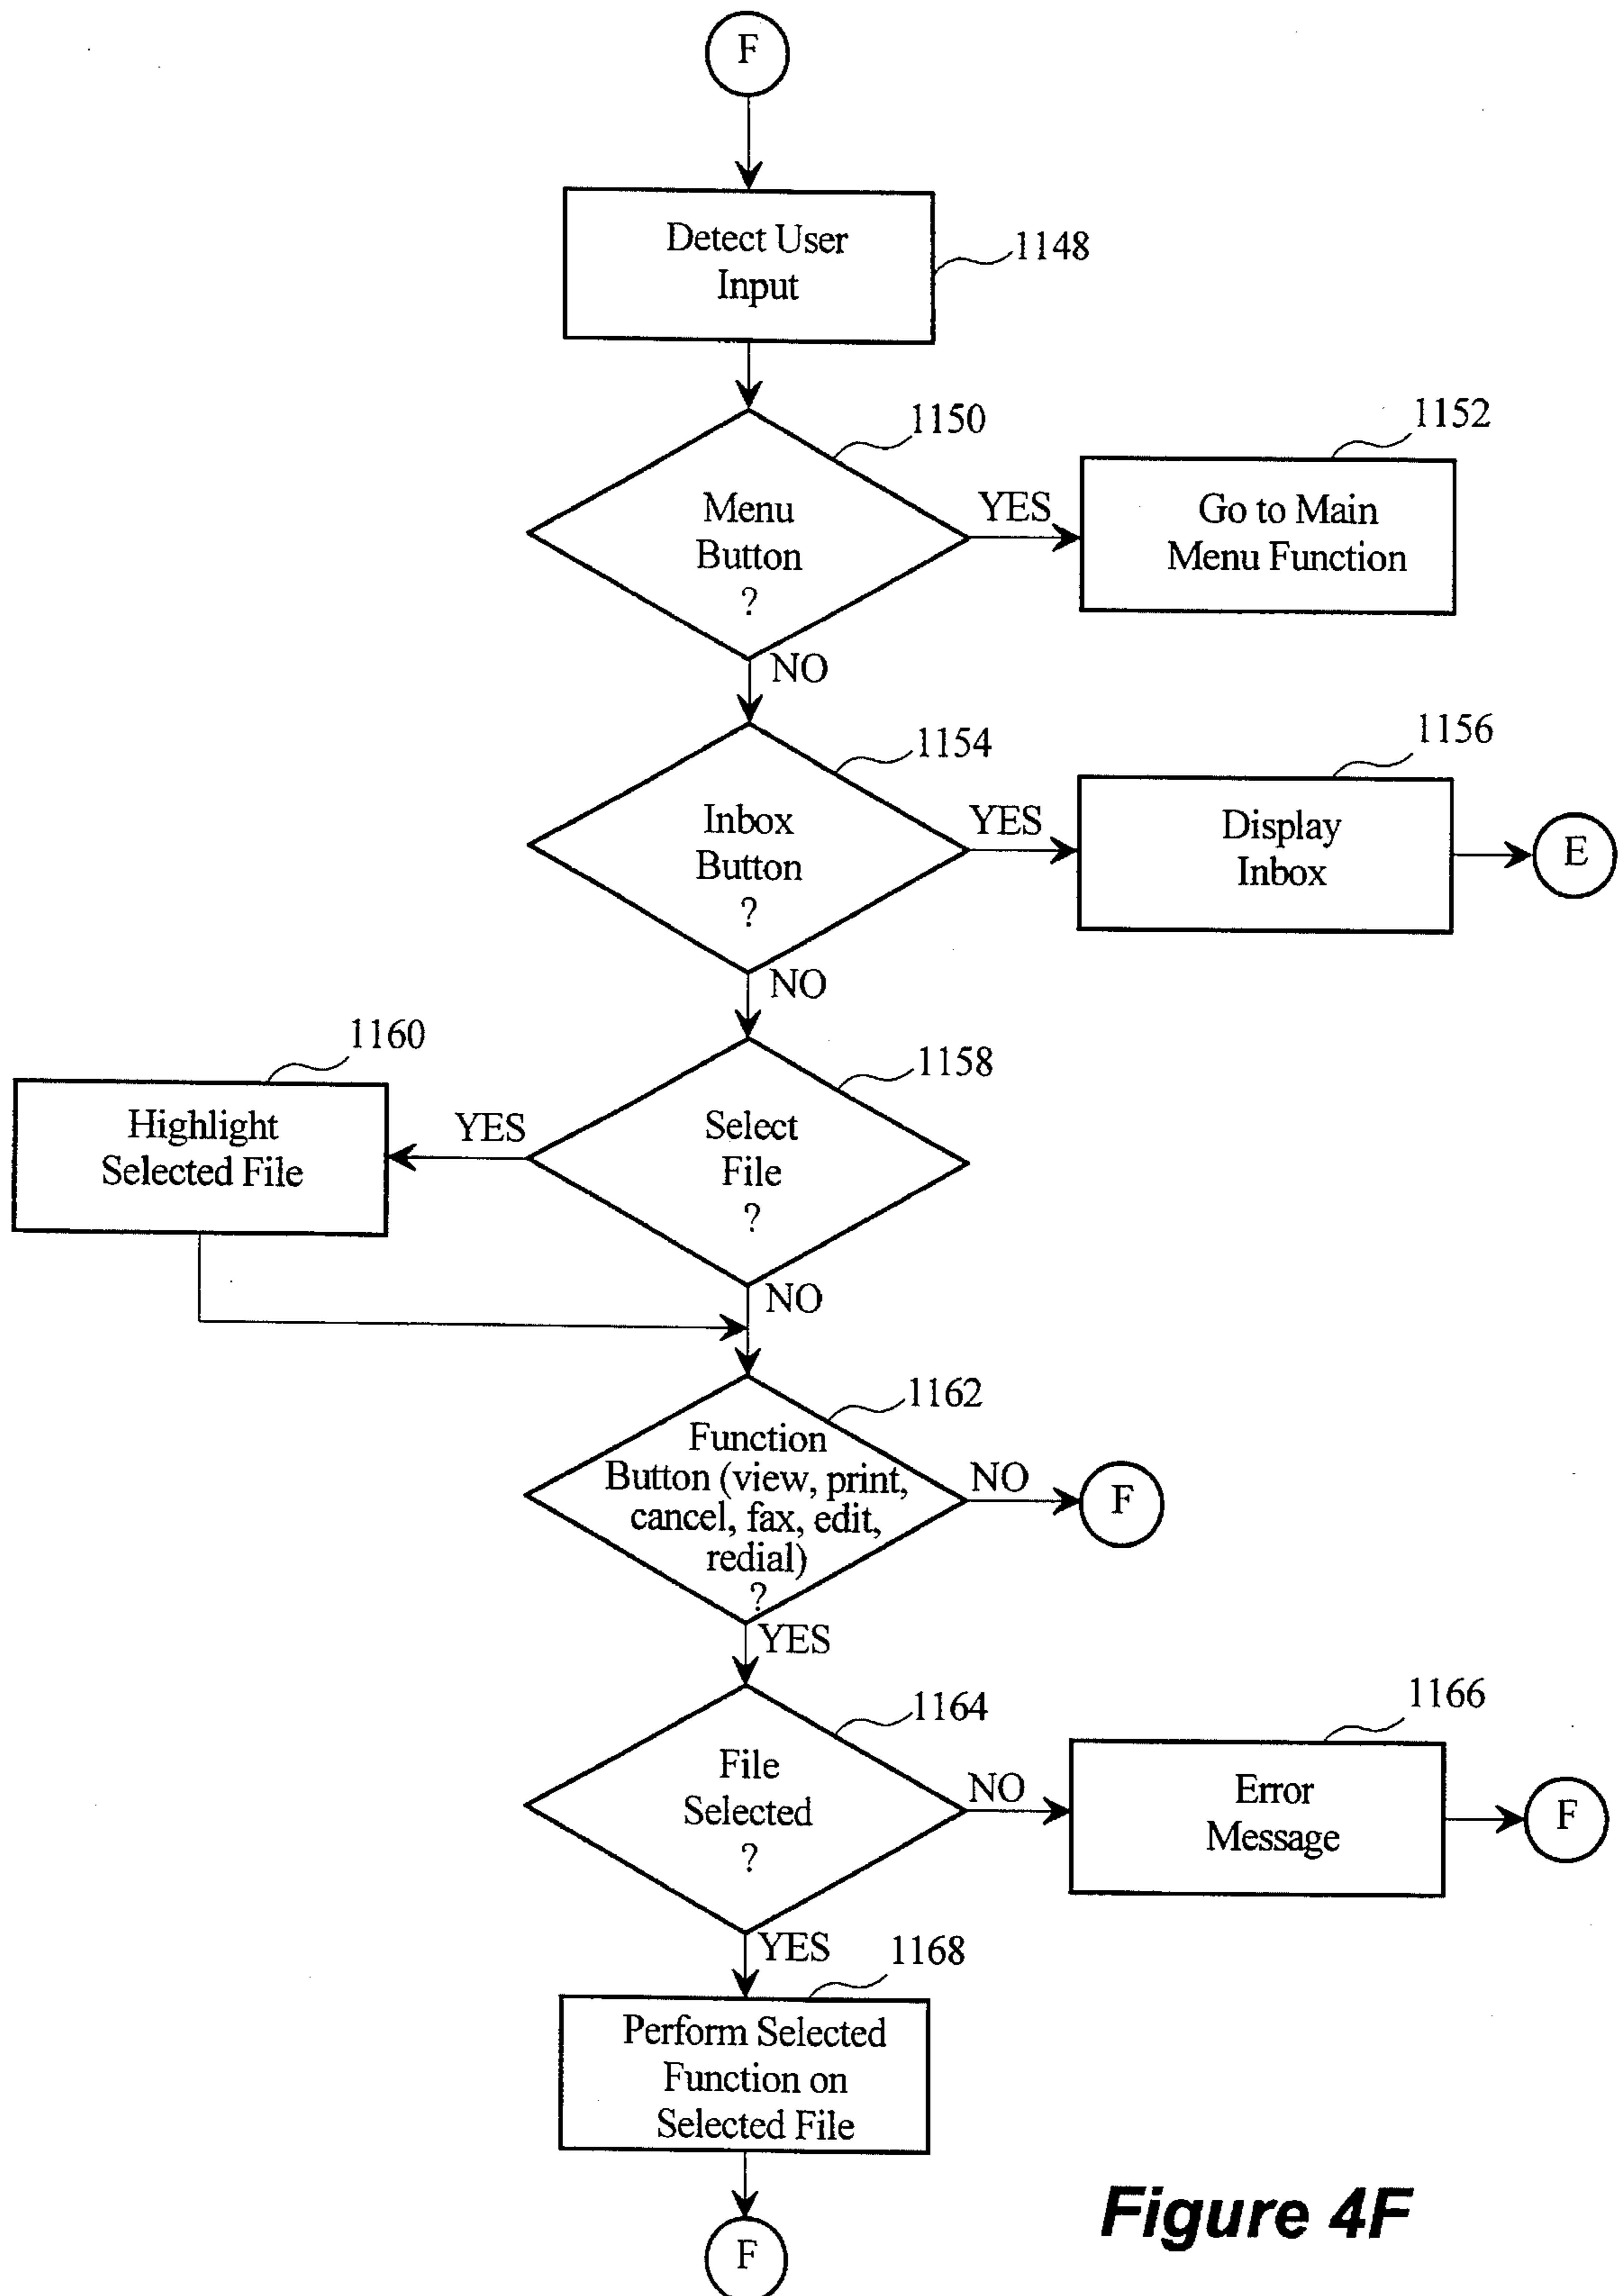 F
Detect User
Input
1148
1150
Menu
Button
?
YES
1152
Go to Main
Menu Function
NO
1154
Inbox
Button
?
YES
1156
Display
Inbox
E
NO
1158
Select
File
?
YES
1160
Highlight
Selected File
NO
1162
Function
Button (view, print,
cancel, fax, edit,
redial)
?
NO
F
YES
1164
File
Selected
?
NO
1166
Error
Message
F
YES
1168
Perform Selected
Function on
Selected File
F
Figure 4F